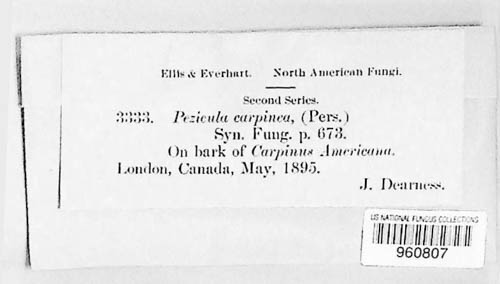 Ellis & Everhart. North American Fungi.
Second Series.
3333. Pezicula carpinea, (Pers.)
Syn. Fung. p. 673.
On bark of Carpinus Americana.
London, Canada, May, 1895.
J. Dearness.
US NATIONAL FUNGUS COLLECTIONS
960807